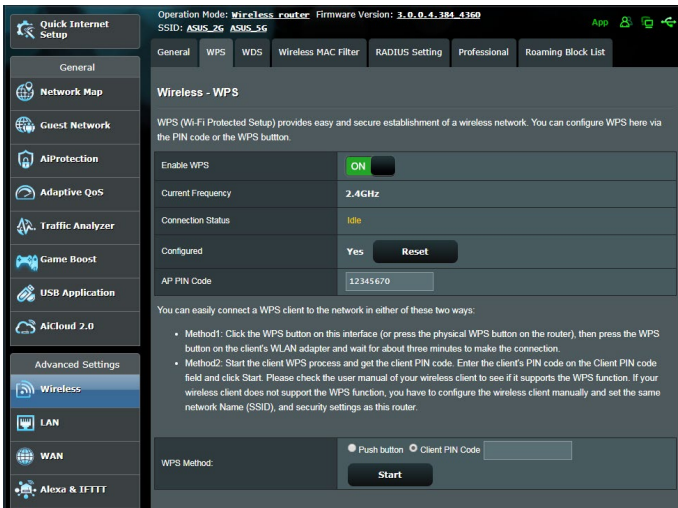 Quick Internet
Setup
Operation Mode: Wireless router Firmware Version: 3.0.0.4.384_4360
SSID: ASUS_2G ASUS_5G
App
General
Network Map
Guest Network
AiProtection
Adaptive QoS
Traffic Analyzer
Game Boost
USB Application
AiCloud 2.0
Advanced Settings
Wireless
LAN
WAN
Alexa & IFTTT
General WPS WDS Wireless MAC Filter RADIUS Setting Professional Roaming Block List
Wireless - WPS
WPS (Wi-Fi Protected Setup) provides easy and secure establishment of a wireless network. You can configure WPS here via
the PIN code or the WPS buttton.
Enable WPS ON
Current Frequency 2.4GHz
Connection Status Idle
Configured Yes Reset
AP PIN Code 12345670
You can easily connect a WPS client to the network in either of these two ways:
• Method1: Click the WPS button on this interface (or press the physical WPS button on the router), then press the WPS
button on the client's WLAN adapter and wait for about three minutes to make the connection.
• Method2: Start the client WPS process and get the client PIN code. Enter the client's PIN code on the Client PIN code
field and click Start. Please check the user manual of your wireless client to see if it supports the WPS function. If your
wireless client does not support the WPS function, you have to configure the wireless client manually and set the same
network Name (SSID), and security settings as this router.
WPS Method:
Push button Client PIN Code
Start